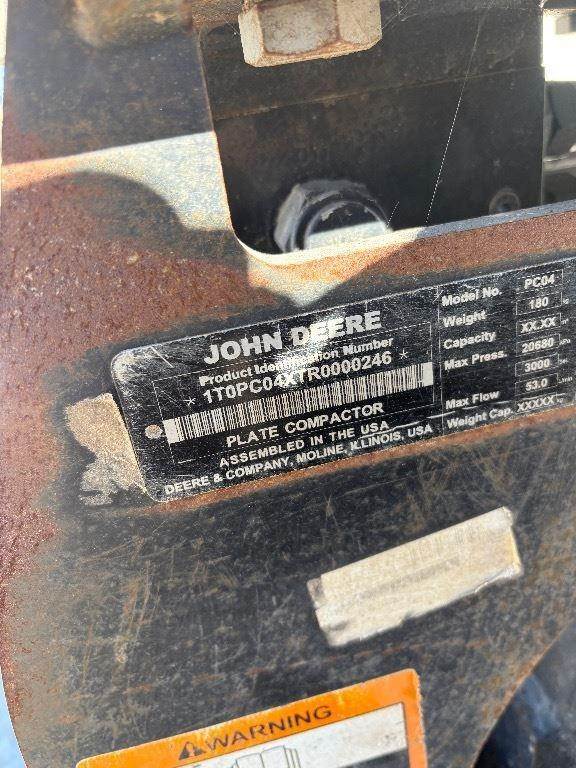 JOHN DEERE
Product Identification Number
* 1T0PC04XTR0000246 *
PLATE COMPACTOR
ASSEMBLED IN THE USA
DEERE & COMPANY, MOLINE, ILLINOIS, USA
Model No. PC04
Weight 180
Capacity XX.XX
Max Press. 20680
3000
Max Flow 53.0
Weight Cap. XXXXX
WARNING